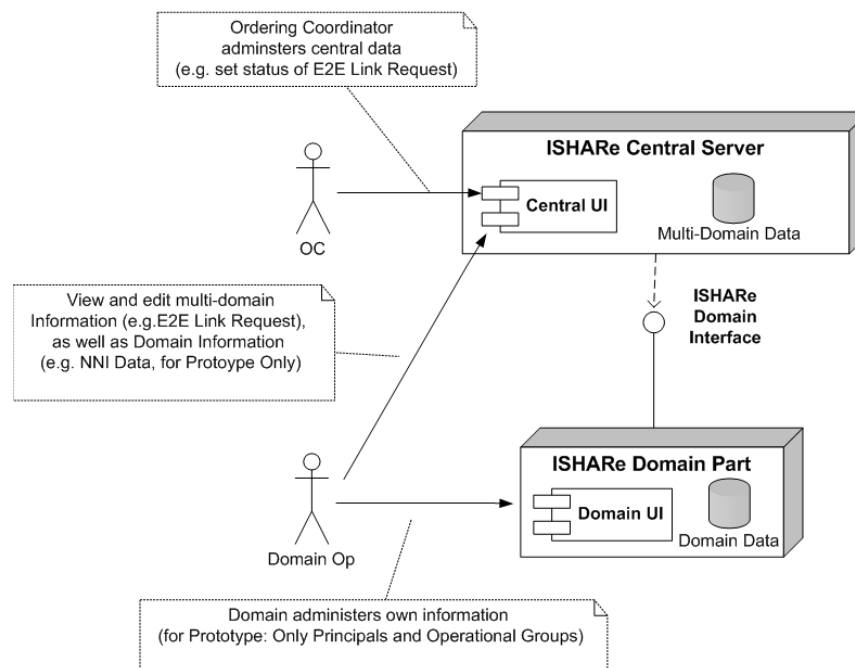 Ordering Coordinator
adminsters central data
(e.g. set status of E2E Link Request)
ISHARe Central Server
Central UI
Multi-Domain Data
OC
View and edit multi-domain
Information (e.g.E2E Link Request),
as well as Domain Information
(e.g. NNI Data, for Protoype Only)
ISHARe
Domain
Interface
ISHARe Domain Part
Domain UI
Domain Data
Domain Op
Domain administers own information
(for Prototype: Only Principals and Operational Groups)